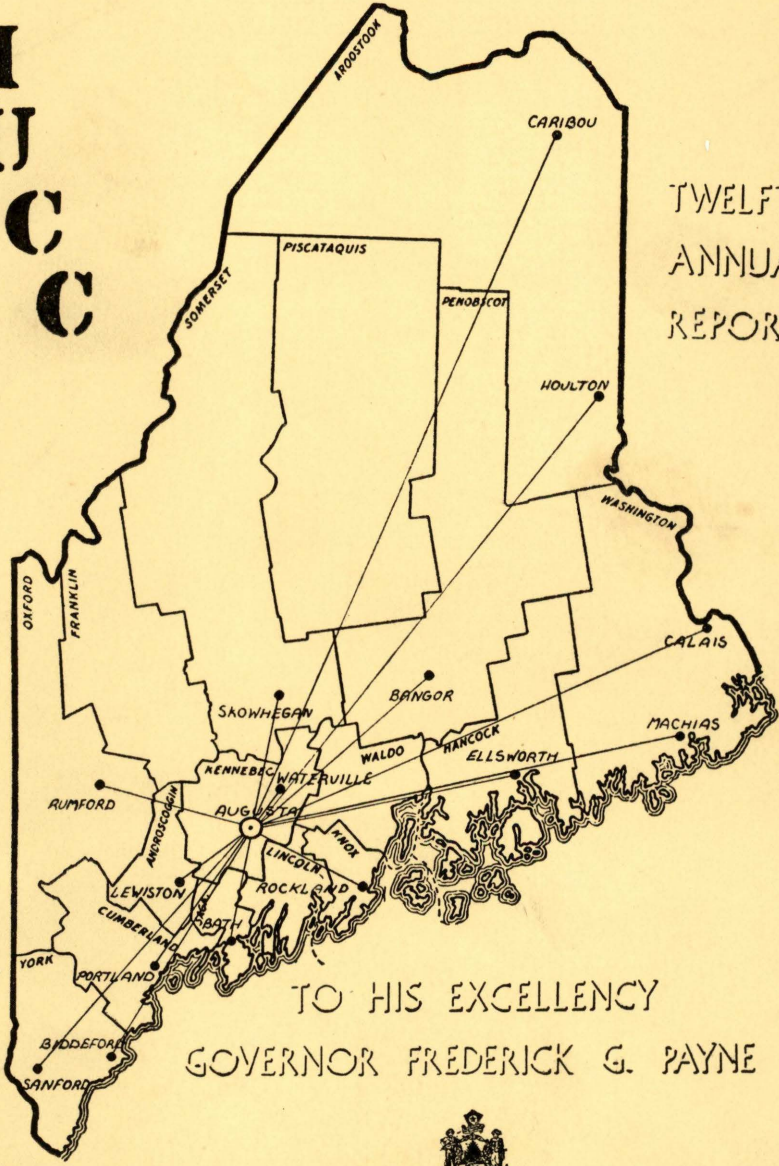 U
C
C
TWELFT
ANNUA
REPOR
AROOSTOOK
CARIBOU
PISCATAQUIS
SOMERSET
PENOBSCOT
HOULTON
WASHINGTON
OXFORD
FRANKLIN
CALAIS
SKOWHEGAN
BANGOR
MACHIAS
WALDO
HANCOCK
ELLSWORTH
KENNEBEC
WATERVILLE
RUMFORD
AUGUSTA
ANDROSCOGGIN
KNOX
LINCOLN
LEWISTON
ROCKLAND
SAGA
BATH
CUMBERLAND
YORK
PORTLAND
BIDDEFORD
SANFORD
TO HIS EXCELLENCY
GOVERNOR FREDERICK G. PAYNE